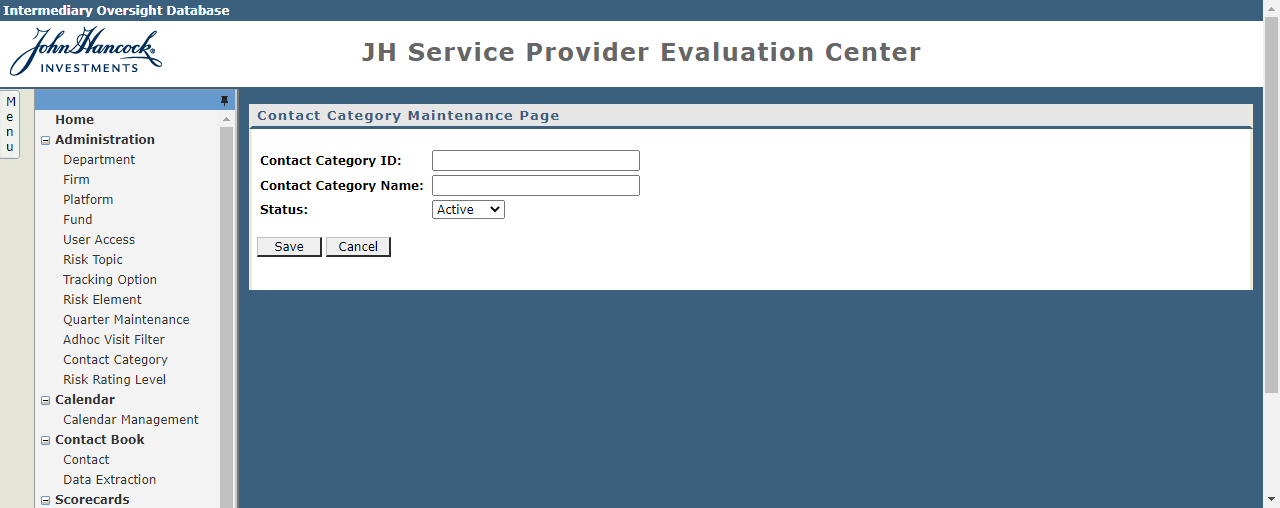 Intermediary Oversight Database
John Hancock
INVESTMENTS
JH Service Provider Evaluation Center
Menu
Home
Administration
Department
Firm
Platform
Fund
User Access
Risk Topic
Tracking Option
Risk Element
Quarter Maintenance
Adhoc Visit Filter
Contact Category
Risk Rating Level
Calendar
Calendar Management
Contact Book
Contact
Data Extraction
Scorecards
Contact Category Maintenance Page
Contact Category ID:
Contact Category Name:
Status: Active
Save Cancel